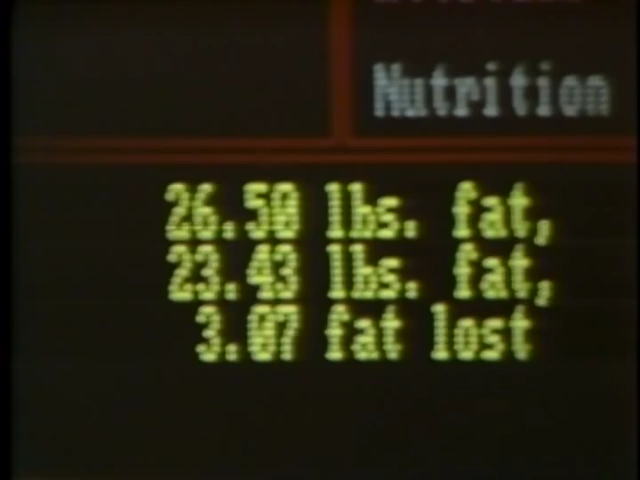 Nutrition
26.50 lbs. fat,
23.43 lbs. fat,
3.07 fat lost